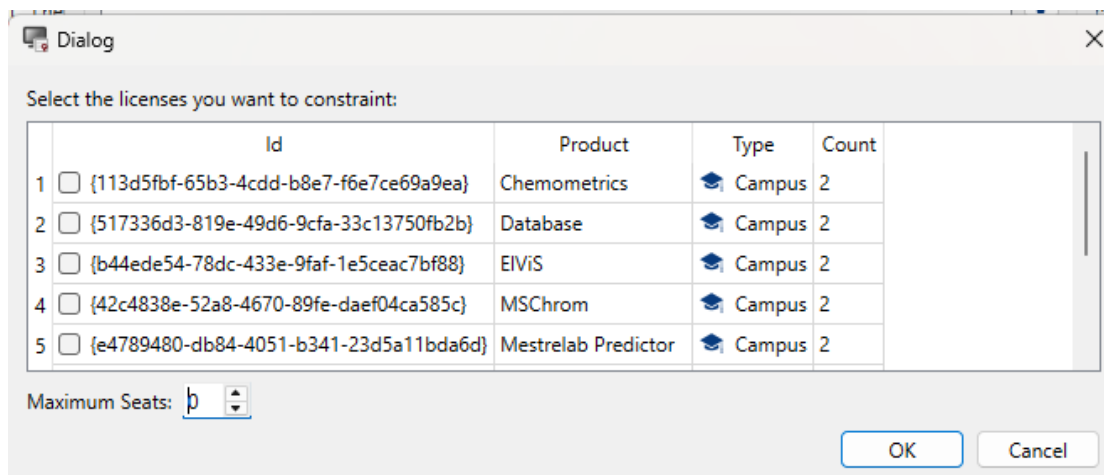 Dialog
Select the licenses you want to constraint:
Id Product Type Count
1 {113d5fbf-65b3-4cdd-b8e7-f6e7ce69a9ea} Chemometrics Campus 2
2 {517336d3-819e-49d6-9cfa-33c13750fb2b} Database Campus 2
3 {b44ede54-78dc-433e-9faf-1e5ceac7bf88} ElViS Campus 2
4 {42c4838e-52a8-4670-89fe-daef04ca585c} MSChrom Campus 2
5 {e4789480-db84-4051-b341-23d5a11bda6d} Mestrelab Predictor Campus 2
Maximum Seats: 0
OK Cancel